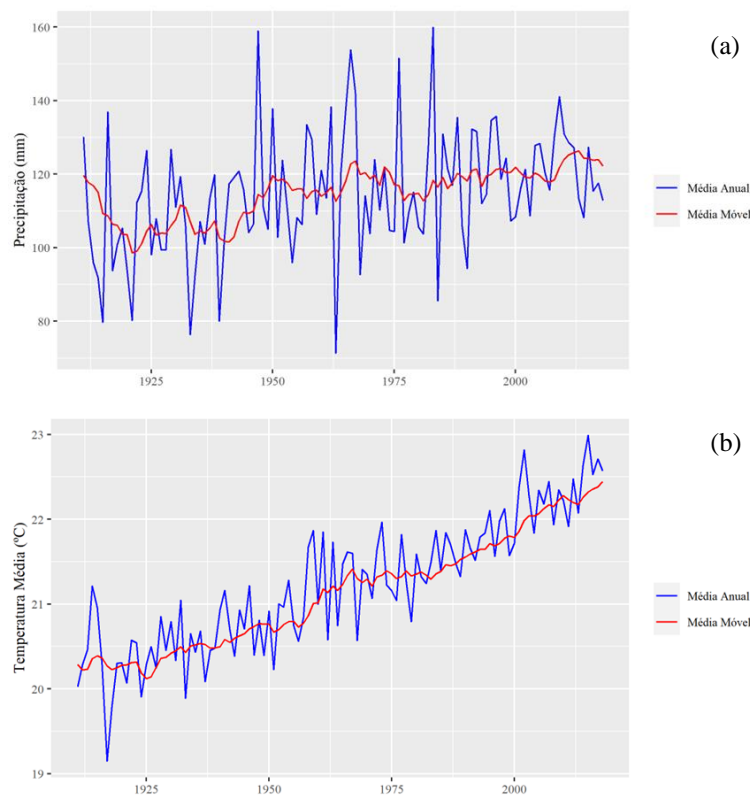 (a)
160
140
120
100
80
Precipitação (mm)
1925
1950
1975
2000
Média Anual
Média Móvel
(b)
23
22
21
20
19
Temperatura Média (ºC)
1925
1950
1975
2000
Média Anual
Média Móvel